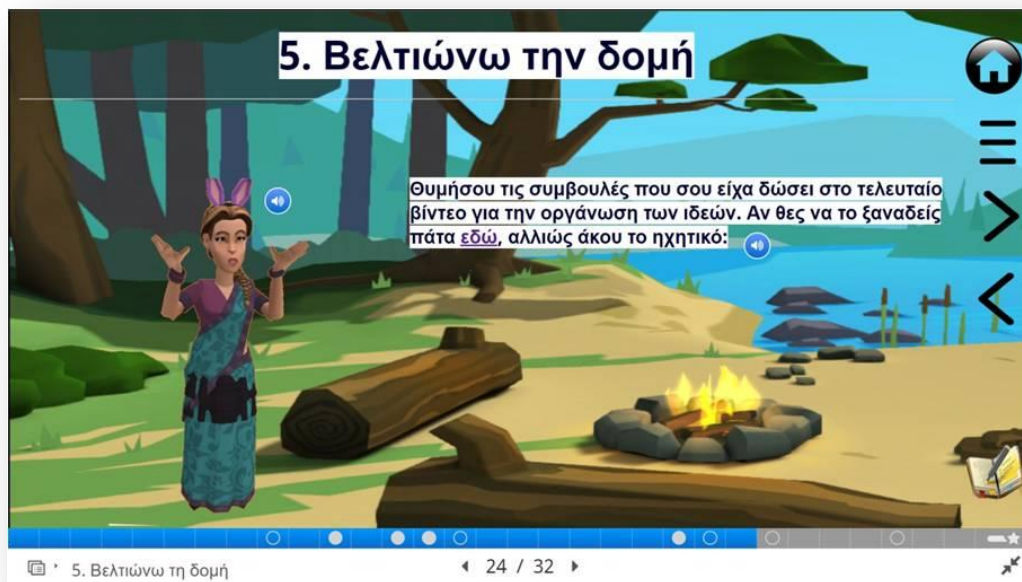 5. Βελτιώνω την δομή
Θυμήσου τις συμβουλές που σου είχα δώσει στο τελευταίο
βίντεο για την οργάνωση των ιδεών. Αν θες να το ξαναδείς
πάτα εδώ, αλλιώς άκου το ηχητικό:
5. Βελτιώνω τη δομή
24 / 32